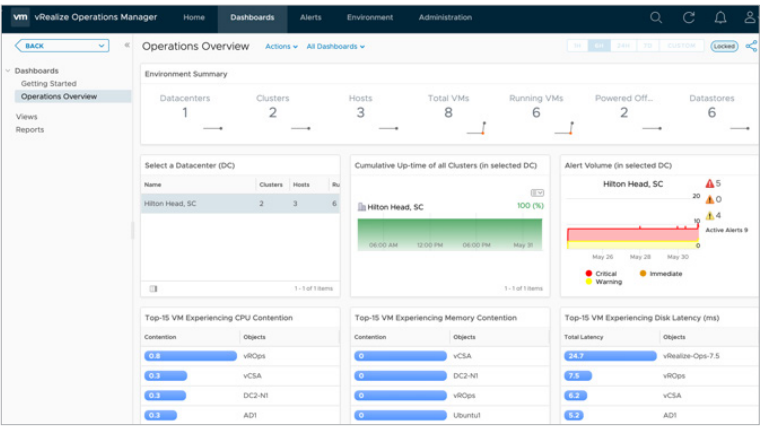 vm vRealize Operations Manager Home Dashboards Alerts Environment Administration
BACK Operations Overview Actions All Dashboards 1H 6H 24H 7D CUSTOM Locked
Dashboards
Getting Started
Operations Overview
Views
Reports
Environment Summary
Datacenters Clusters Hosts Total VMs Running VMs Powered Off... Datastores
1 2 3 8 6 2 6
Select a Datacenter (DC)
Name Clusters Hosts Ru
Hilton Head, SC 2 3 6
1 - 1 of 1 items
Cumulative Up-time of all Clusters (in selected DC)
Hilton Head, SC 100 (%)
06:00 AM 12:00 PM 06:00 PM May 31
1 - 1 of 1 items
Alert Volume (in selected DC)
Hilton Head, SC
20
10
0
5
0
4
Active Alerts 9
May 26 May 28 May 30
Critical Immediate
Warning
Top-15 VM Experiencing CPU Contention
Contention Objects
0.8 vROps
0.3 vCSA
0.3 DC2-N1
0.3 AD1
Top-15 VM Experiencing Memory Contention
Contention Objects
0 vCSA
0 DC2-N1
0 vROps
0 Ubuntu1
Top-15 VM Experiencing Disk Latency (ms)
Total Latency Objects
24.7 vRealize-Ops-7.5
7.5 vROps
6.2 vCSA
5.2 AD1